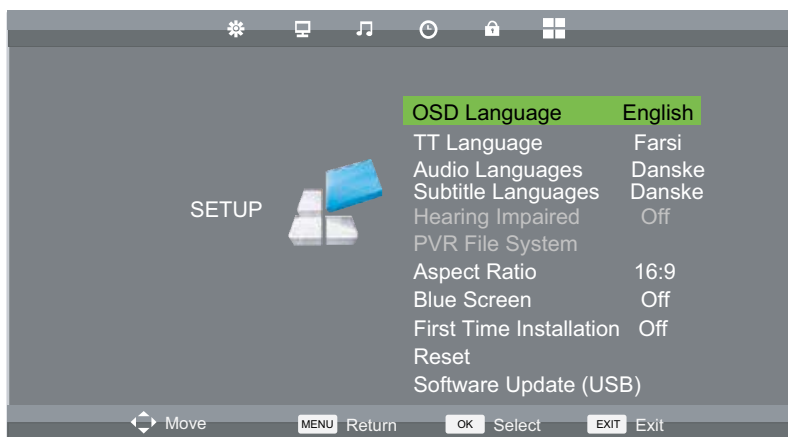 OSD Language English
TT Language Farsi
Audio Languages Danske
Subtitle Languages Danske
SETUP
Hearing Impaired Off
PVR File System
Aspect Ratio 16:9
Blue Screen Off
First Time Installation Off
Reset
Software Update (USB)
Move MENU Return OK Select EXIT Exit